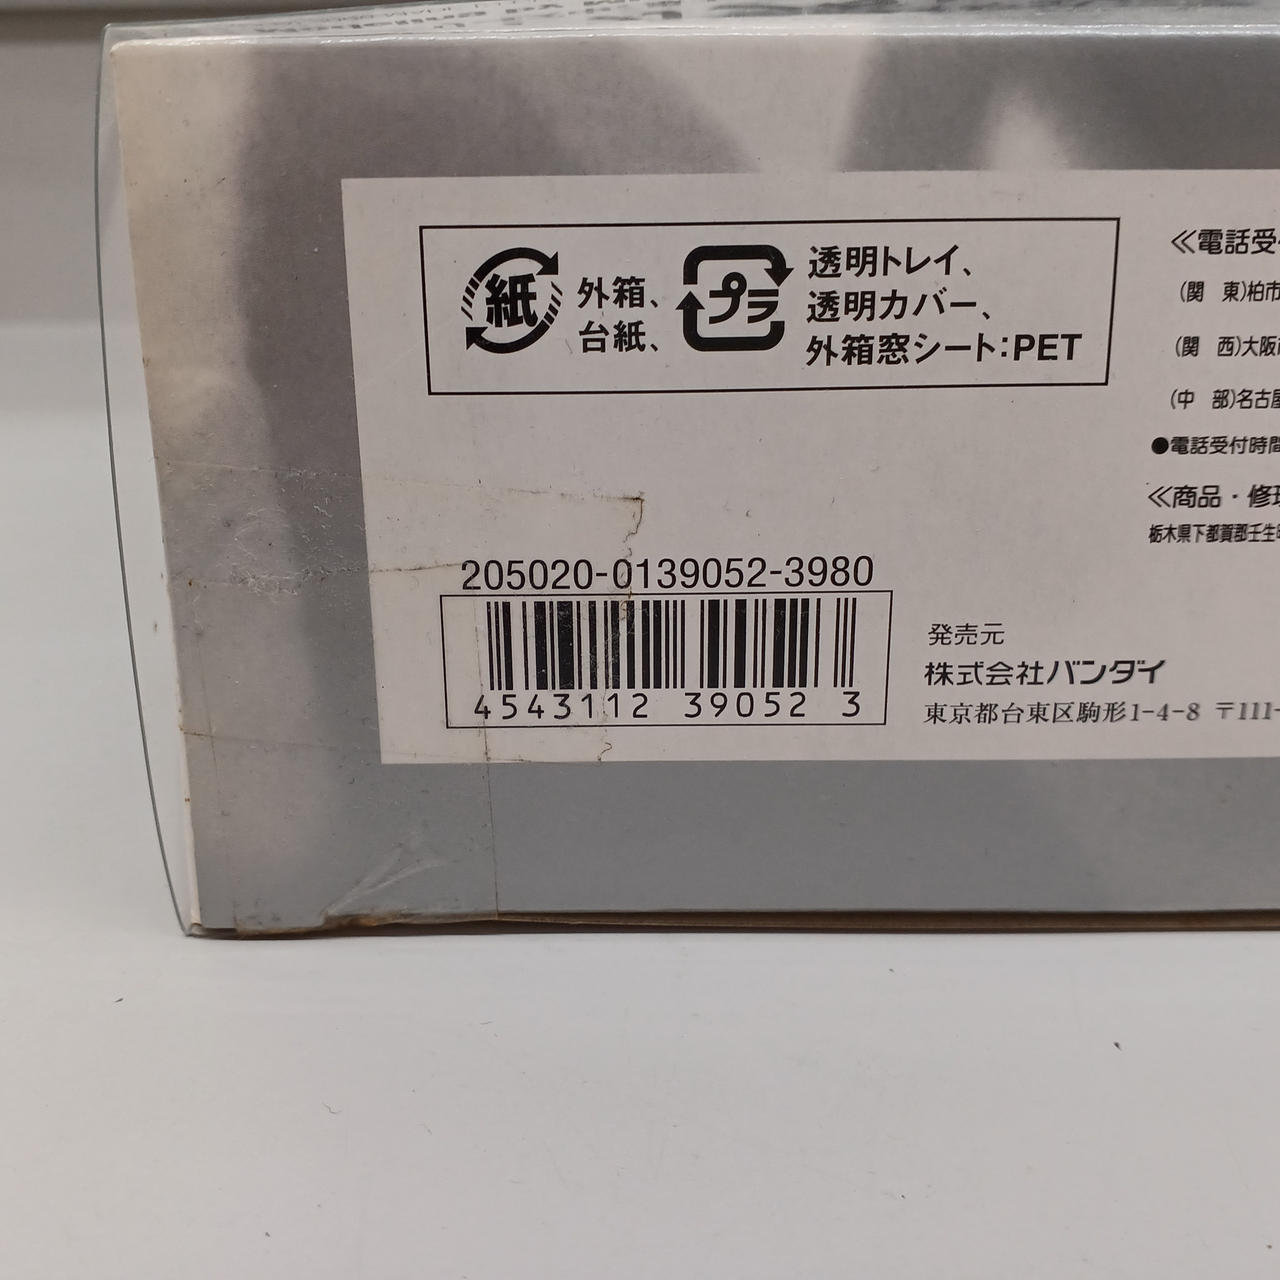 紙
外箱、
台紙、
プラ
透明トレイ、
透明カバー、
外箱窓シート:PET
205020-0139052-3980
4543112 39052 3
発売元
株式会社バンダイ
東京都台東区駒形1-4-8 〒111-
≪電話受
(関 東)柏市
(関 西)大阪
(中 部)名古屋
●電話受付時間
≪商品・修理
栃木県下都賀郡壬生